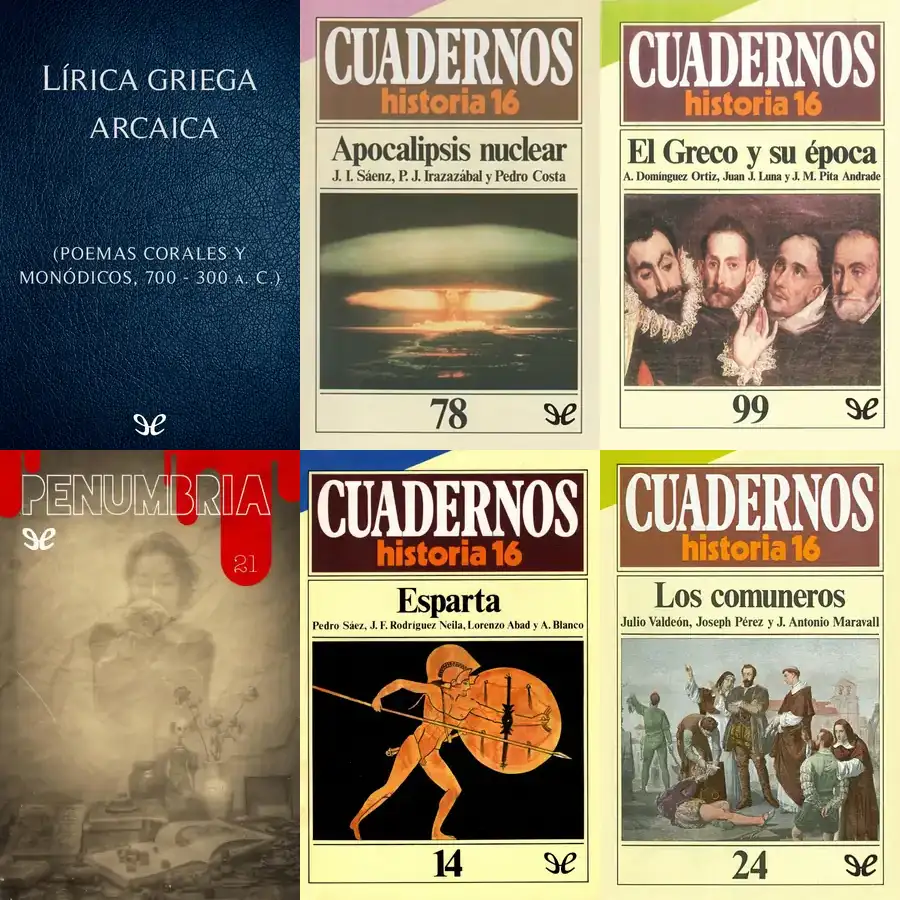 LÍRICA GRIEGA
ARCAICA
(POEMAS CORALES Y
MONÓDICOS, 700 - 300 A. C.)
CUADERNOS
historia 16
Apocalipsis nuclear
J. I. Sáenz, P. J. Irazazábal y Pedro Costa
78
CUADERNOS
historia 16
El Greco y su época
A. Domínguez Ortiz, Juan J. Luna y J. M. Pita Andrade
99
PENUMBRIA
21
CUADERNOS
historia 16
Esparta
Pedro Sáez, J. F. Rodríguez Neila, Lorenzo Abad y A. Blanco
14
CUADERNOS
historia 16
Los comuneros
Julio Valdeón, Joseph Pérez y J. Antonio Maravall
24